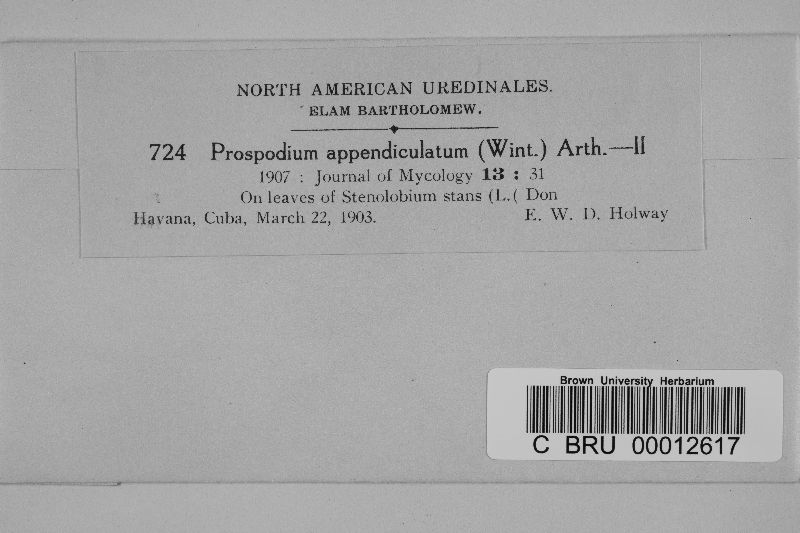 NORTH AMERICAN UREDINALES.
ELAM BARTHOLOMEW.
724 Prospodium appendiculatum (Wint.) Arth.—II
1907 : Journal of Mycology 13 : 31
On leaves of Stenolobium stans (L.( Don
Havana, Cuba, March 22, 1903. E. W. D. Holway
Brown University Herbarium
C BRU 00012617